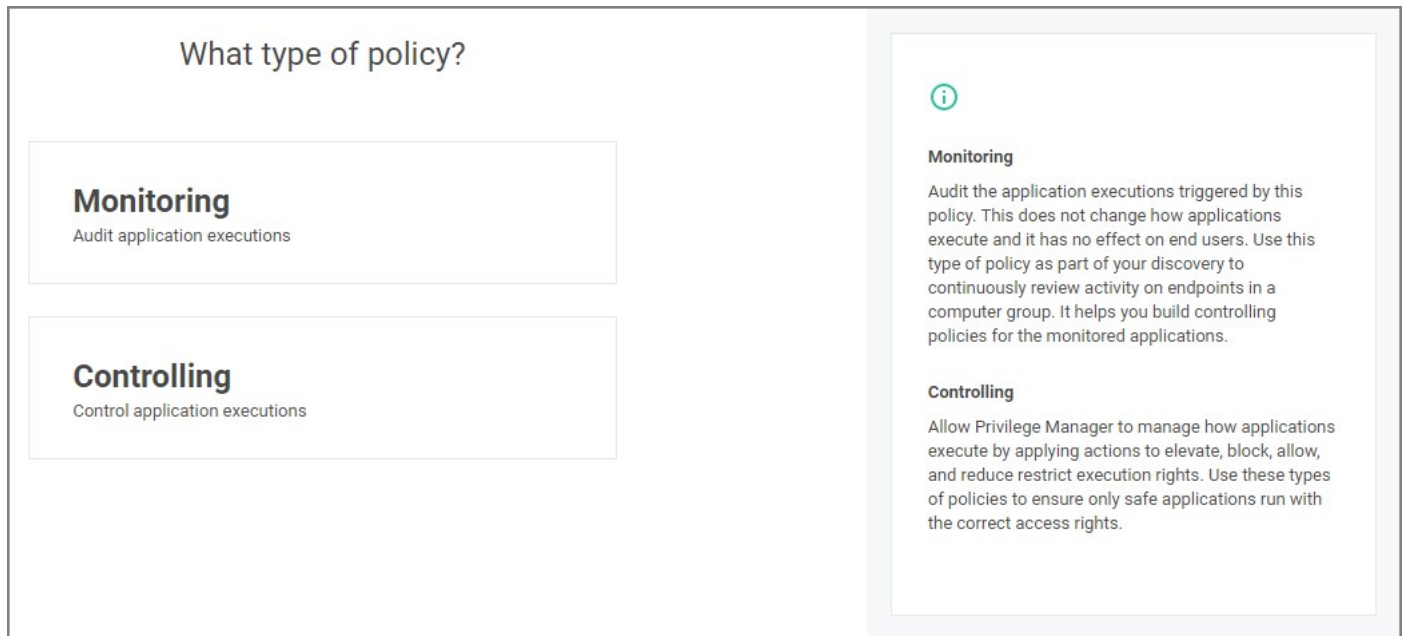 What type of policy?
Monitoring
Audit application executions
Controlling
Control application executions
Monitoring
Audit the application executions triggered by this
policy. This does not change how applications
execute and it has no effect on end users. Use this
type of policy as part of your discovery to
continuously review activity on endpoints in a
computer group. It helps you build controlling
policies for the monitored applications.
Controlling
Allow Privilege Manager to manage how applications
execute by applying actions to elevate, block, allow,
and reduce restrict execution rights. Use these types
of policies to ensure only safe applications run with
the correct access rights.